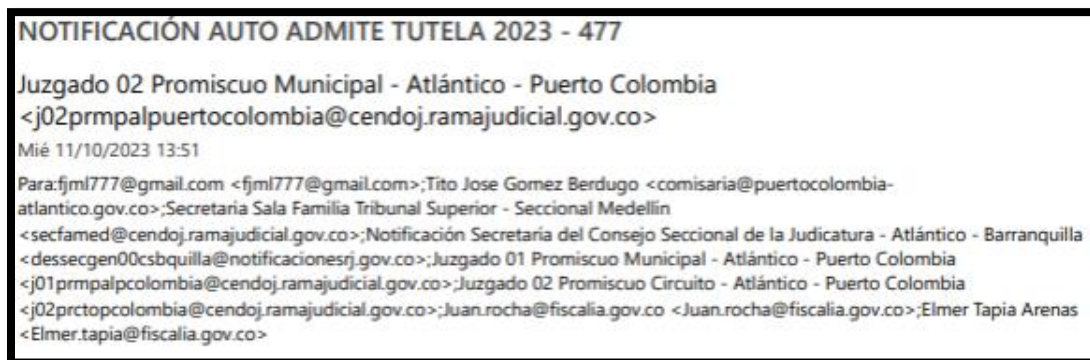 NOTIFICACIÓN AUTO ADMITE TUTELA 2023 - 477
Juzgado 02 Promiscuo Municipal - Atlántico - Puerto Colombia
<j02prmpalpuertocolombia@cendoj.ramajudicial.gov.co>
Mié 11/10/2023 13:51
Para:fjml777@gmail.com <fjml777@gmail.com>;Tito Jose Gomez Berdugo <comisaria@puertocolombia-
atlantico.gov.co>;Secretaria Sala Familia Tribunal Superior - Seccional Medellin
<secfamed@cendoj.ramajudicial.gov.co>;Notificación Secretaria del Consejo Seccional de la Judicatura - Atlántico - Barranquilla
<dessecgen00csbquilla@notificacionesrj.gov.co>;Juzgado 01 Promiscuo Municipal - Atlántico - Puerto Colombia
<j01prmpalpcolombia@cendoj.ramajudicial.gov.co>;Juzgado 02 Promiscuo Circuito - Atlántico - Puerto Colombia
<j02prctopcolombia@cendoj.ramajudicial.gov.co>;Juan.rocha@fiscalia.gov.co <Juan.rocha@fiscalia.gov.co>;Elmer Tapia Arenas
<Elmer.tapia@fiscalia.gov.co>